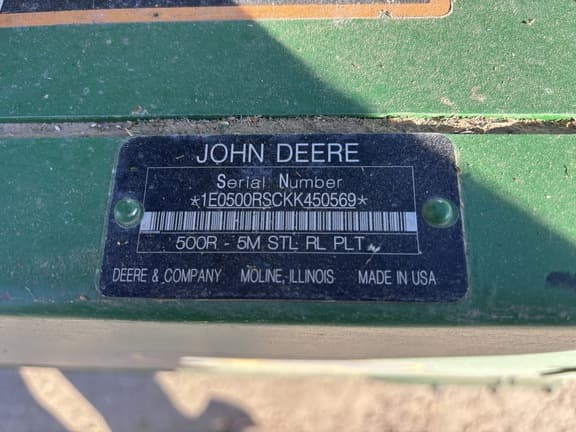 JOHN DEERE
Serial Number
*1E0500RSCKK450569*
500R - 5M STL RL PLT
DEERE & COMPANY MOLINE, ILLINOIS MADE IN USA